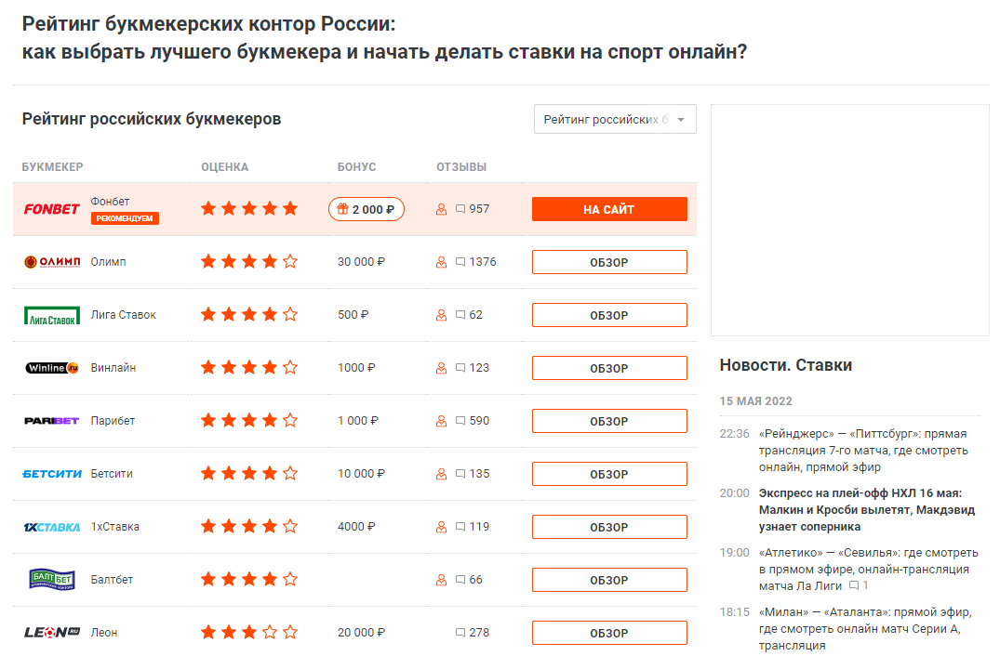 Рейтинг букмекерских контор России:
как выбрать лучшего букмекера и начать делать ставки на спорт онлайн?
Рейтинг российских букмекеров
Рейтинг российских б
БУКМЕКЕР ОЦЕНКА БОНУС ОТЗЫВЫ
FONBET Фонбет 2 000 ₽ 957 НА САЙТ
РЕКОМЕНДУЕМ
ОЛИМП Олимп 30 000 ₽ 1376 ОБЗОР
ЛИГА СТАВОК Лига Ставок 500 ₽ 62 ОБЗОР
Winline.ru Винлайн 1000 ₽ 123 ОБЗОР
PARIBET Парибет 1 000 ₽ 590 ОБЗОР
БЕТСИТИ Бетсити 10 000 ₽ 135 ОБЗОР
1XСТАВКА 1хСтавка 4000 ₽ 119 ОБЗОР
БАЛТБЕТ Балтбет 66 ОБЗОР
LEON RU Леон 20 000 ₽ 278 ОБЗОР
Новости. Ставки
15 МАЯ 2022
22:36 «Рейнджерс» — «Питтсбург»: прямая
трансляция 7-го матча, где смотреть
онлайн, прямой эфир
20:00 Экспресс на плей-офф НХЛ 16 мая:
Малкин и Кросби вылетят, Макдэвид
узнает соперника
19:00 «Атлетико» — «Севилья»: где смотреть
в прямом эфире, онлайн-трансляция
матча Ла Лиги 1
18:15 «Милан» — «Аталанта»: прямой эфир,
где смотреть онлайн матч Серии А,
трансляция